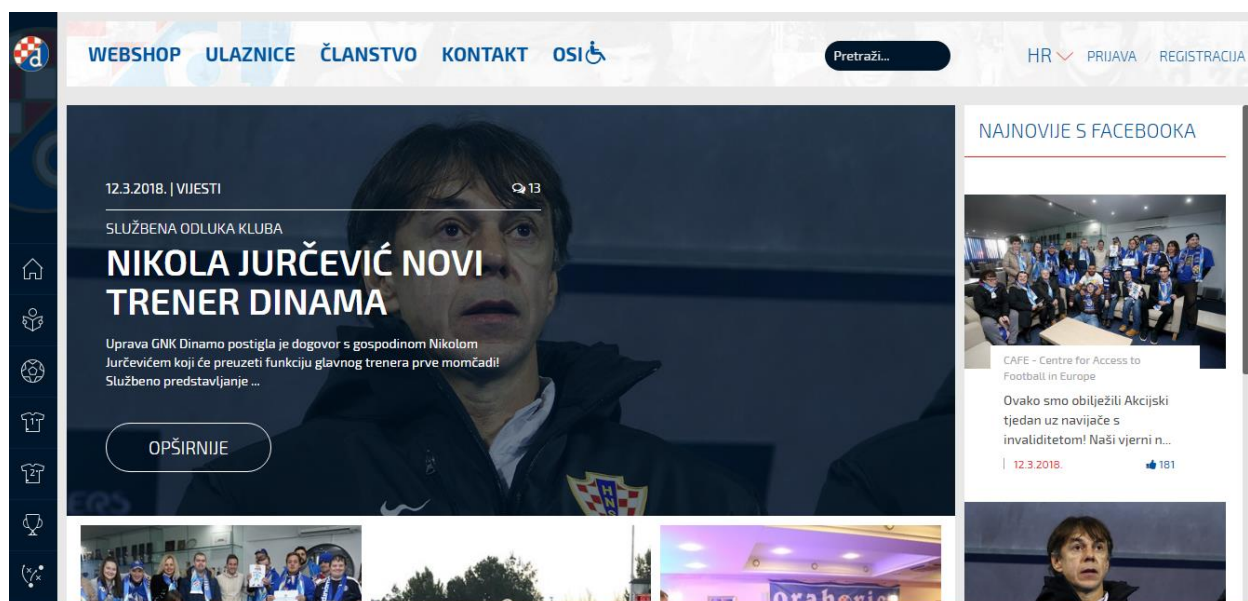 WEBSHOP ULAZNICE ČLANSTVO KONTAKT OSI
Pretraži...
HR PRIJAVA / REGISTRACIJA
12.3.2018. | VIJESTI
13
SLUŽBENA ODLUKA KLUBA
NIKOLA JURČEVIĆ NOVI
TRENER DINAMA
Uprava GNK Dinamo postigla je dogovor s gospodinom Nikolom
Jurčevićem koji će preuzeti funkciju glavnog trenera prve momčadi!
Službeno predstavljanje ...
OPŠIRNIJE
HNS
NAJNOVIJE S FACEBOOKA
CAFE - Centre for Access to
Football in Europe
Ovako smo obilježili Akcijski
tjedan uz navijače s
invaliditetom! Naši vjerni n...
12.3.2018.
181
1
2